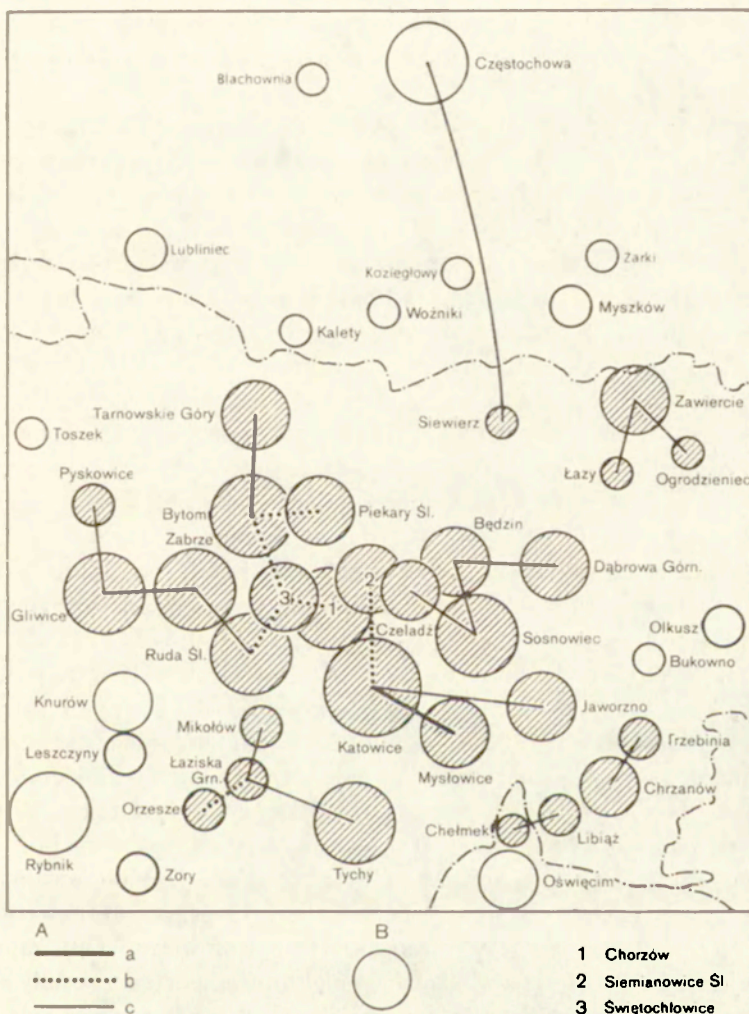 Blachownia
Częstochowa
Lubliniec
Koziegłowy
Żarki
Woźniki
Myszków
Kalety
Tarnowskie Góry
Siewierz
Zawiercie
Toszek
Łazy
Ogrodzieniec
Pyskowice
Bytom
Piekary Śl.
Będzin
Zabrze
Dąbrowa Górn.
2
3
1
Gliwice
Czeladź
Sosnowiec
Olkusz
Ruda Śl.
Bukowno
Knurów
Mikołów
Jaworzno
Katowice
Trzebinia
Leszczyny
Łaziska
Grn.
Mysłowice
Chrzanów
Orzesze
Chełmek
Libiąż
Rybnik
Żory
Tychy
Oświęcim
A
B
a
b
c
1 Chorzów
2 Siemianowice Śl
3 Świętochłowice